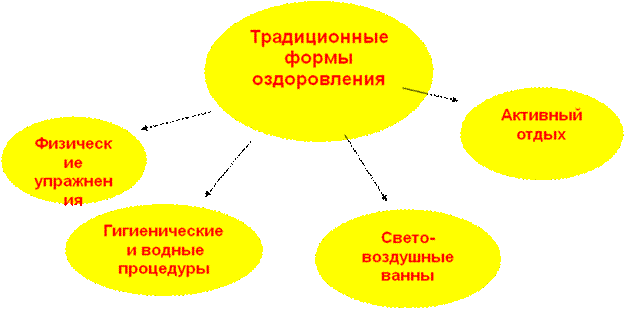 Традиционные
формы
оздоровления
Активный
отдых
Физическ
ие
упражнен
ия
Гигиенические
и водные
процедуры
Свето-
воздушные
ванны